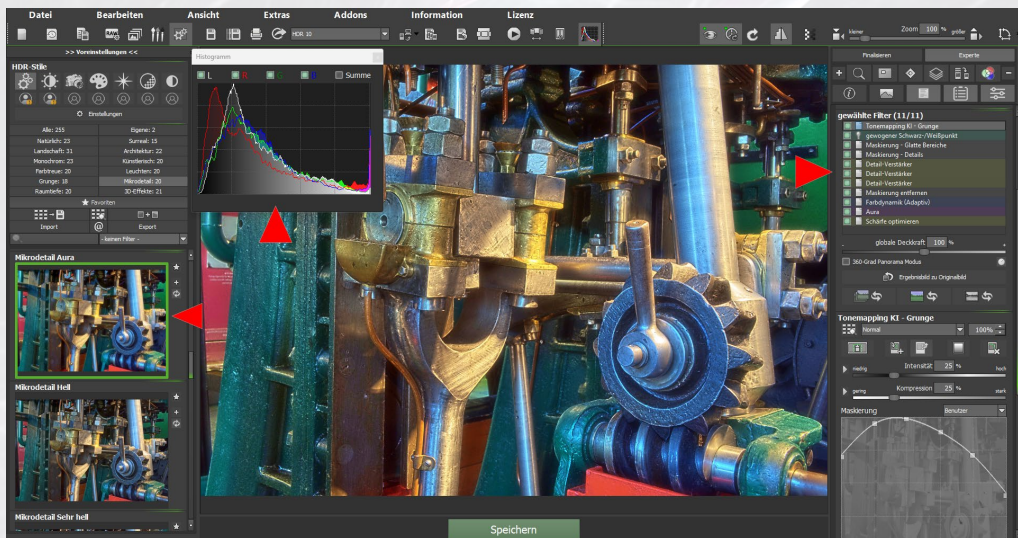 Datei Bearbeiten Ansicht Extras Addons Information Lizenz
HDR 10
kleiner Zoom 100 % größer
>> Voreinstellungen <<
HDR-Stile
Einstellungen
Alle: 255 Eigene: 2
Natürlich: 23 Surreal: 15
Landschaft: 31 Architektur: 22
Monochrom: 23 Künstlerisch: 20
Farbtreue: 20 Leuchten: 20
Grunge: 18 Mikrodetail: 20
Raumtiefe: 20 3D-Effekte: 21
Favoriten
Import @ Export
- keinen Filter -
Mikrodetail Aura
Mikrodetail Hell
Mikrodetail Sehr hell
Histogramm
L R G B Summe
Speichern
Finalisieren Experte
gewählte Filter (11/11)
Tonemapping KI - Grunge
gewogener Schwarz-/Weißpunkt
Maskierung - Glatte Bereiche
Maskierung - Details
Detail-Verstärker
Detail-Verstärker
Detail-Verstärker
Maskierung entfernen
Farbdynamik (Adaptiv)
Aura
Schärfe optimieren
globale Deckkraft 100 %
360-Grad Panorama Modus
Ergebnisbild zu Originalbild
Tonemapping KI - Grunge
Normal 100%
niedrig Intensität 25 % hoch
gering Kompression 25 % stark
Maskierung Benutzer